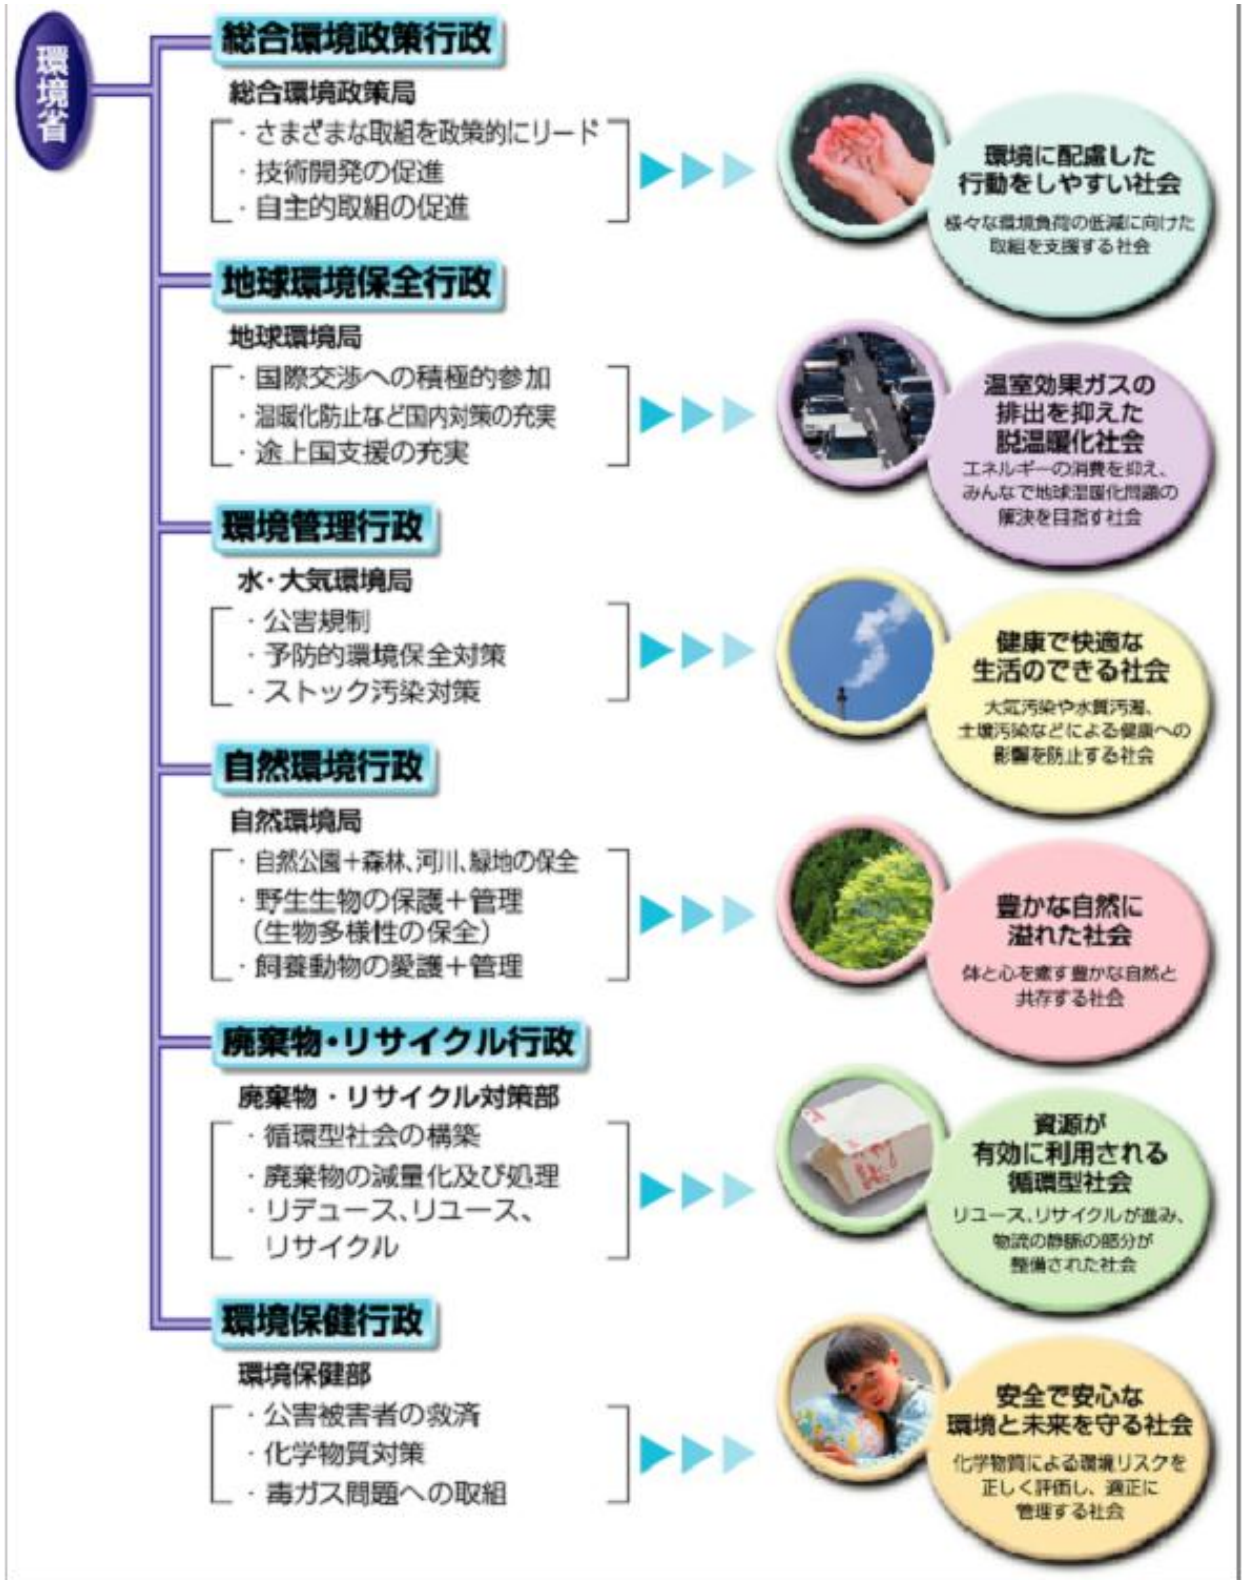 環境省
総合環境政策行政
総合環境政策局
・さまざまな取組を政策的にリード
・技術開発の促進
・自主的取組の促進
環境に配慮した
行動をしやすい社会
様々な環境負荷の低減に向けた
取組を支援する社会
地球環境保全行政
地球環境局
・国際交渉への積極的参加
・温暖化防止など国内対策の充実
・途上国支援の充実
温室効果ガスの
排出を抑えた
脱温暖化社会
エネルギーの消費を抑え、
みんなで地球温暖化問題の
解決を目指す社会
環境管理行政
水・大気環境局
・公害規制
・予防的環境保全対策
・ストック汚染対策
健康で快適な
生活のできる社会
大気汚染や水質汚濁、
土壌汚染などによる健康への
影響を防止する社会
自然環境行政
自然環境局
・自然公園+森林、河川、緑地の保全
・野生生物の保護+管理
(生物多様性の保全)
・飼養動物の愛護+管理
豊かな自然に
溢れた社会
体と心を癒す豊かな自然と
共存する社会
廃棄物・リサイクル行政
廃棄物・リサイクル対策部
・循環型社会の構築
・廃棄物の減量化及び処理
・リデュース、リユース、
リサイクル
資源が
有効に利用される
循環型社会
リユース、リサイクルが進み、
物流の静脈の部分が
整備された社会
環境保健行政
環境保健部
・公害被害者の救済
・化学物質対策
・毒ガス問題への取組
安全で安心な
環境と未来を守る社会
化学物質による環境リスクを
正しく評価し、適正に
管理する社会